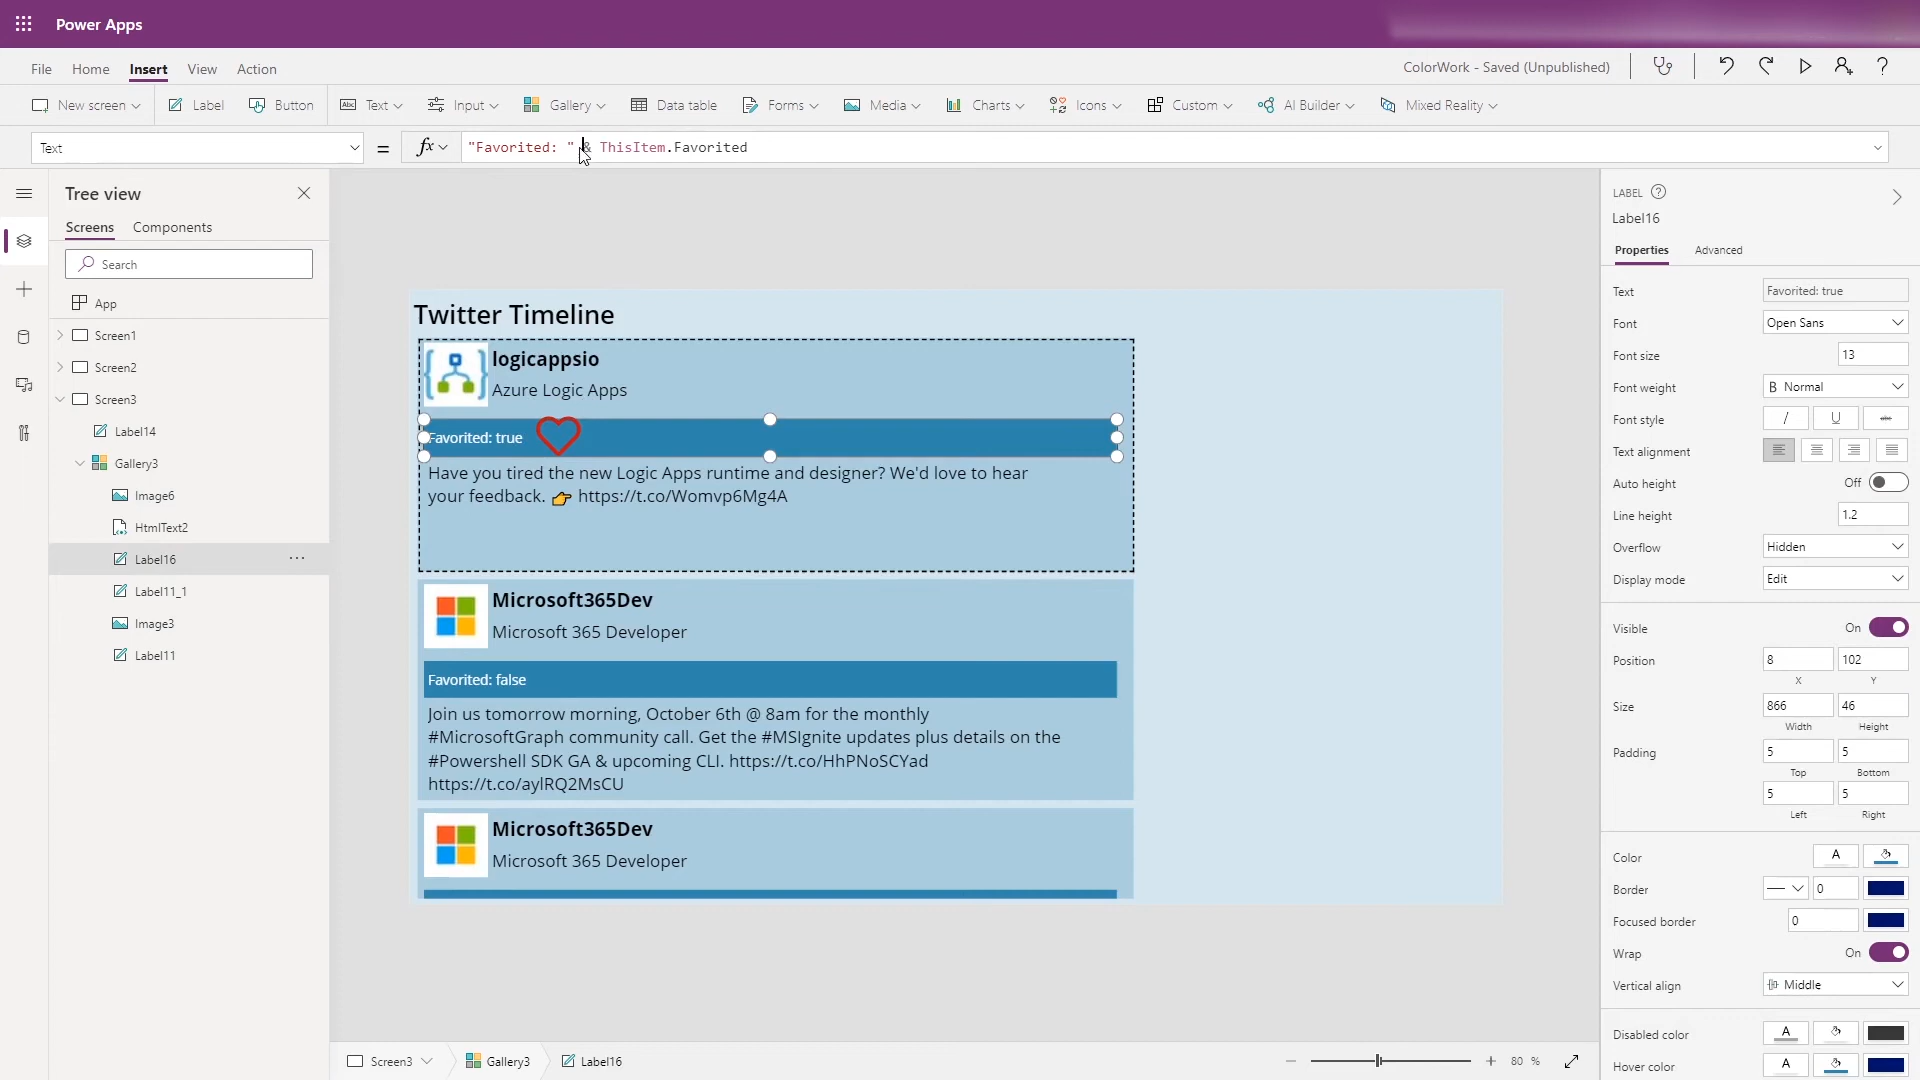 Power Apps
File Home Insert View Action
ColorWork - Saved (Unpublished)
New screen Label Button Abc Text Input Gallery Data table Forms Media Charts Icons Custom AI Builder Mixed Reality
Text = fx "Favorited: " & ThisItem.Favorited
Tree view
Screens Components
Search
App
Screen1
Screen2
Screen3
Label14
Gallery3
Image6
HtmlText2
Label16 ...
Label11_1
Image3
Label11
Twitter Timeline
logicappsio
Azure Logic Apps
Favorited: true
Have you tired the new Logic Apps runtime and designer? We'd love to hear
your feedback. 👉 https://t.co/Womvp6Mg4A
Microsoft365Dev
Microsoft 365 Developer
Favorited: false
Join us tomorrow morning, October 6th @ 8am for the monthly
#MicrosoftGraph community call. Get the #MSIgnite updates plus details on the
#Powershell SDK GA & upcoming CLI. https://t.co/HhPNoSCYad
https://t.co/aylRQ2MsCU
Microsoft365Dev
Microsoft 365 Developer
LABEL ?
Label16
Properties Advanced
Text Favorited: true
Font Open Sans
Font size 13
Font weight B Normal
Font style / U abc
Text alignment
Auto height Off
Line height 1.2
Overflow Hidden
Display mode Edit
Visible On
Position 8 102
X Y
Size 866 46
Width Height
Padding 5 5
Top Bottom
5 5
Left Right
Color A
Border 0
Focused border 0
Wrap On
Vertical align Middle
Disabled color A
Hover color A
Screen3 Gallery3 Label16
80 %